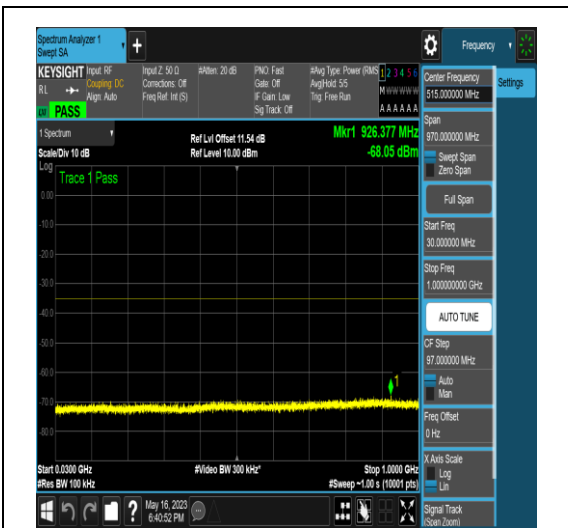 Spectrum Analyzer 1
Swept SA
+
Frequency
KEYSIGHT
Input: RF
Input Z: 50 Ω
#Atten: 20 dB
PNO: Fast
#Avg Type: Power (RMS
1 2 3 4 5 6
RL
Coupling: DC
Corrections: Off
Gate: Off
Avg|Hold: 5/5
M W W W W W
Align: Auto
Freq Ref: Int (S)
IF Gain: Low
Trig: Free Run
Sig Track: Off
A A A A A A
PASS
1 Spectrum
Ref Lvl Offset 11.54 dB
Mkr1 926.377 MHz
Scale/Div 10 dB
Ref Level 10.00 dBm
-68.05 dBm
Log
Trace 1 Pass
0.00
-10.0
-20.0
-30.0
-40.0
-50.0
-60.0
-70.0
-80.0
1
Start 0.0300 GHz
#Video BW 300 kHz*
Stop 1.0000 GHz
#Res BW 100 kHz
#Sweep ~1.00 s (10001 pts)
May 16, 2023
6:40:52 PM
Center Frequency
515.000000 MHz
Settings
Span
970.000000 MHz
Swept Span
Zero Span
Full Span
Start Freq
30.000000 MHz
Stop Freq
1.000000000 GHz
AUTO TUNE
CF Step
97.000000 MHz
Auto
Man
Freq Offset
0 Hz
X Axis Scale
Log
Lin
Signal Track
(Span Zoom)